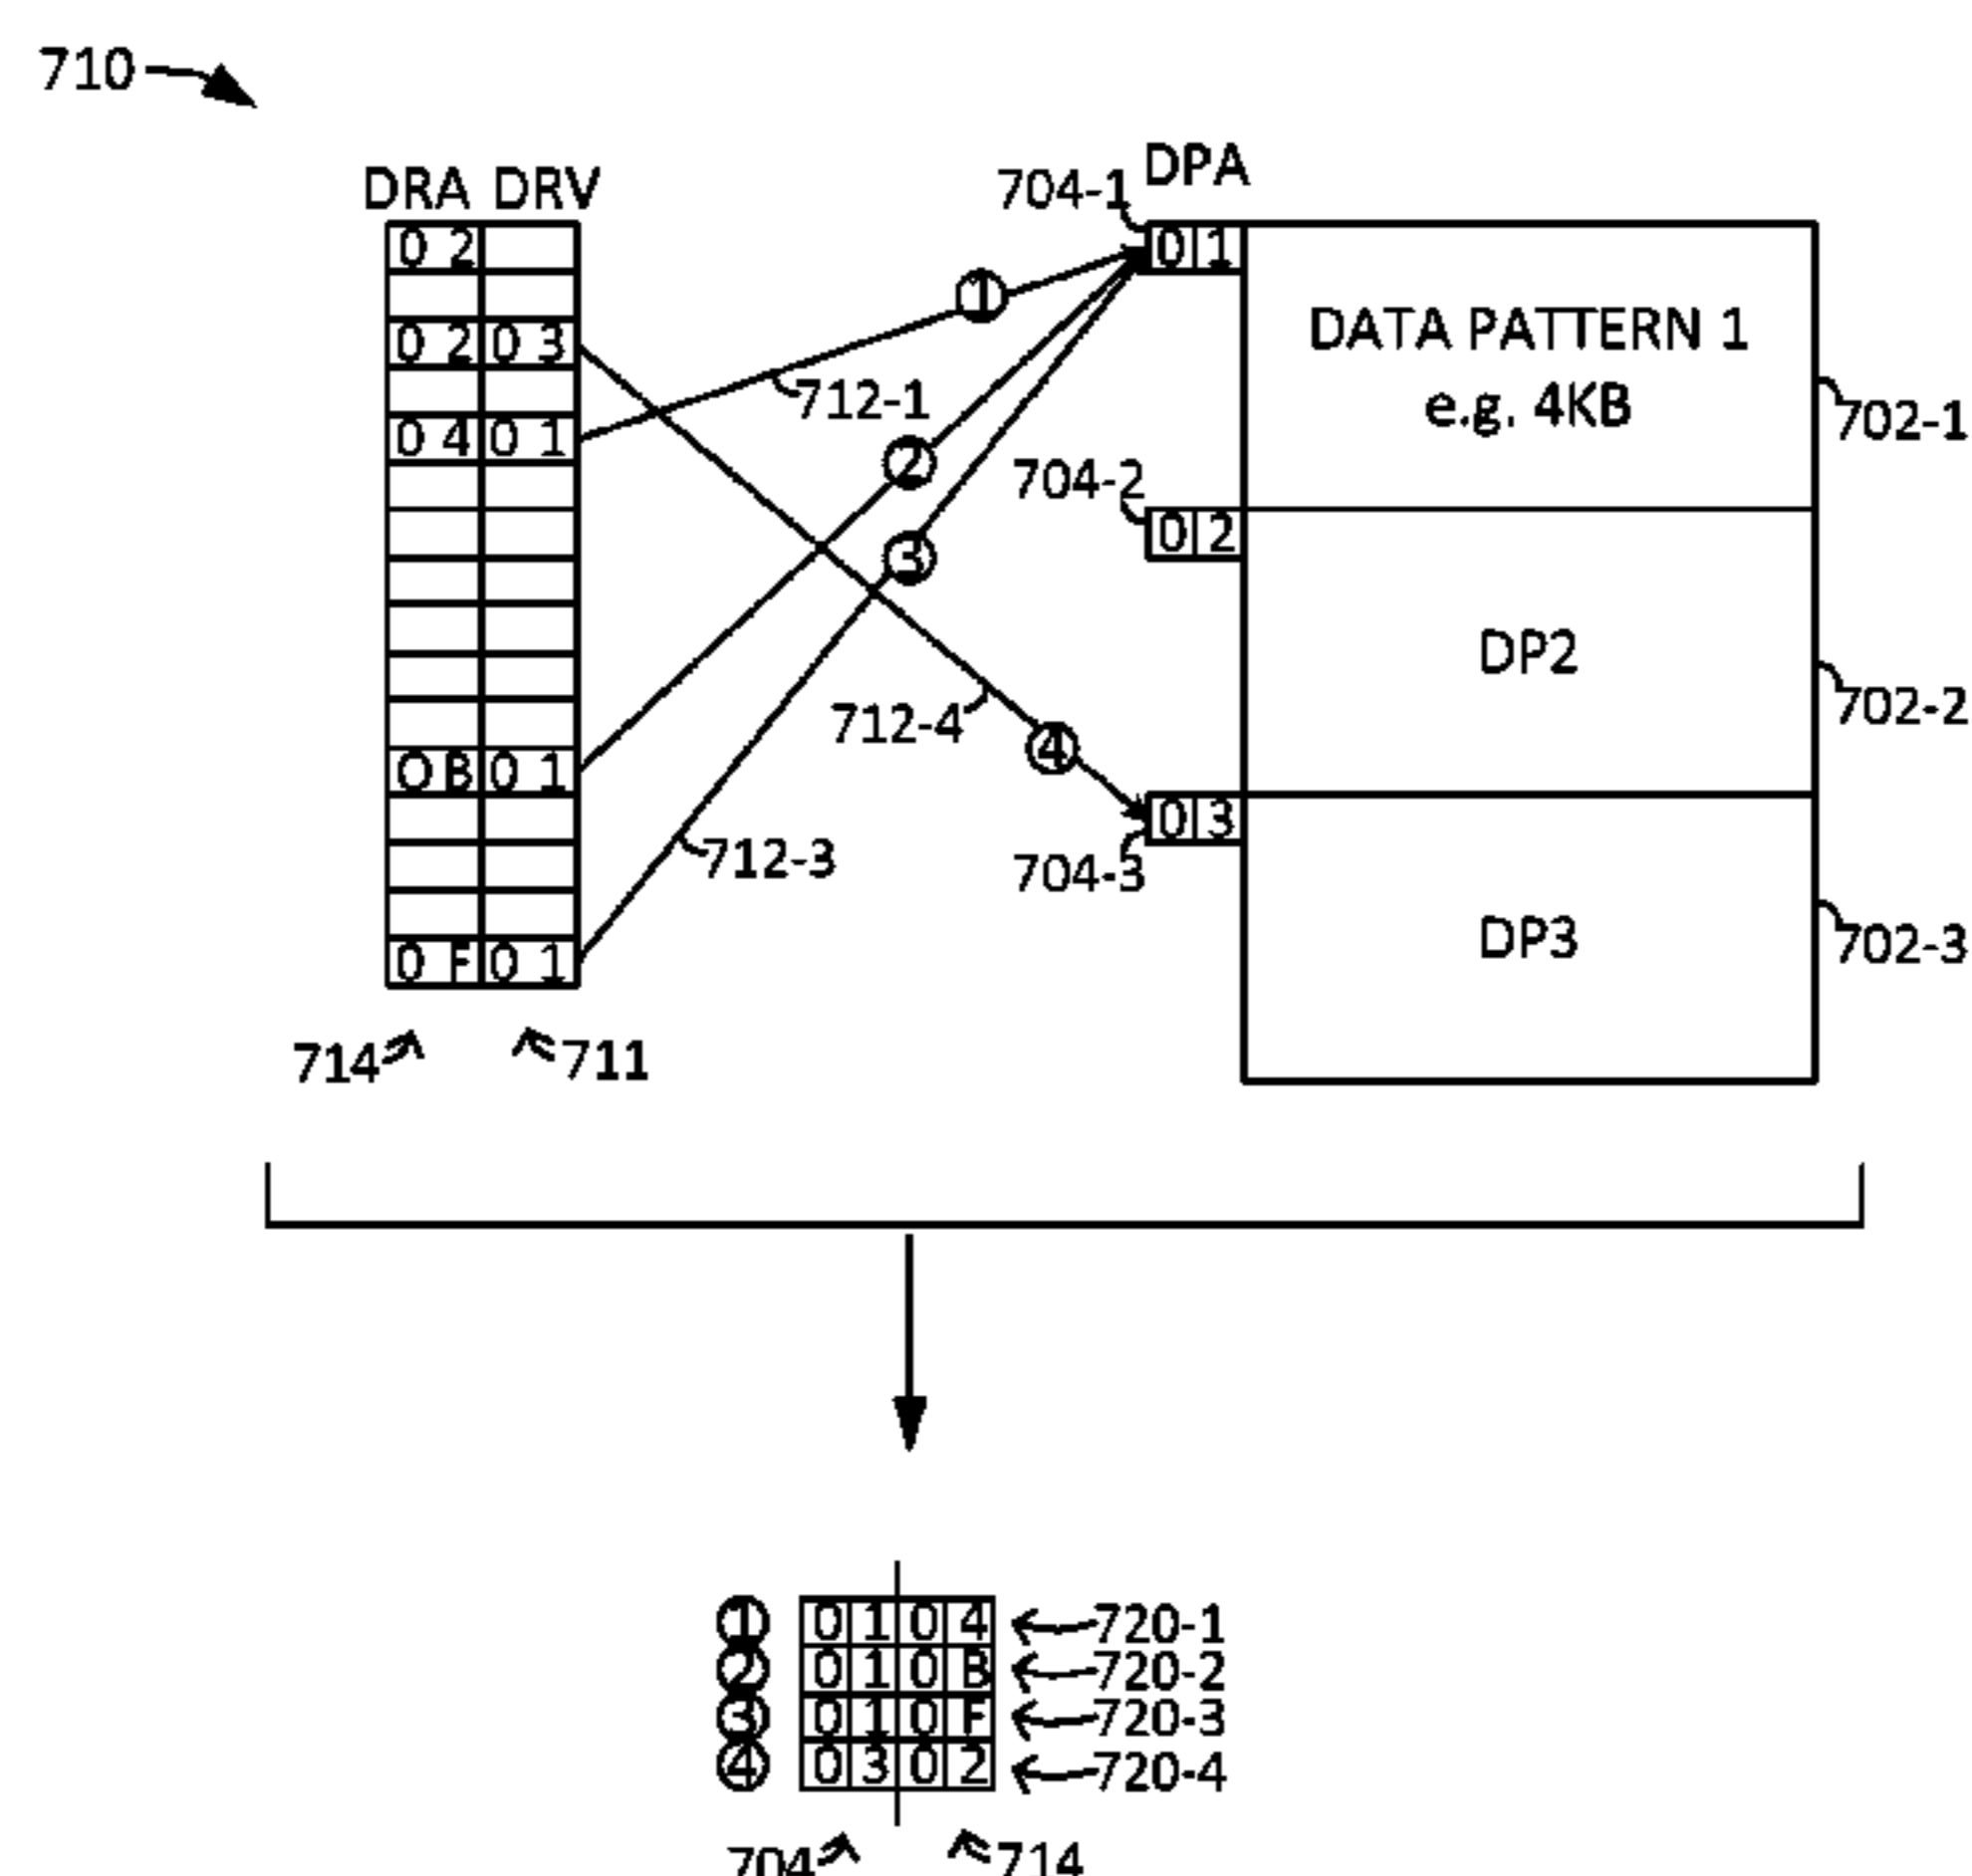 710
DRA DRV
704-1 DPA
0 2
0 1
1
DATA PATTERN 1
e.g. 4KB
0 2 0 3
712-1
702-1
0 4 0 1
2
704-2
3
0 2
DP2
712-4
702-2
4
0 B 0 1
0 3
712-3
704-3
DP3
702-3
0 F 0 1
714
711
1 0 1 0 4 720-1
2 0 1 0 B 720-2
3 0 1 0 F 720-3
4 0 3 0 2 720-4
704 714